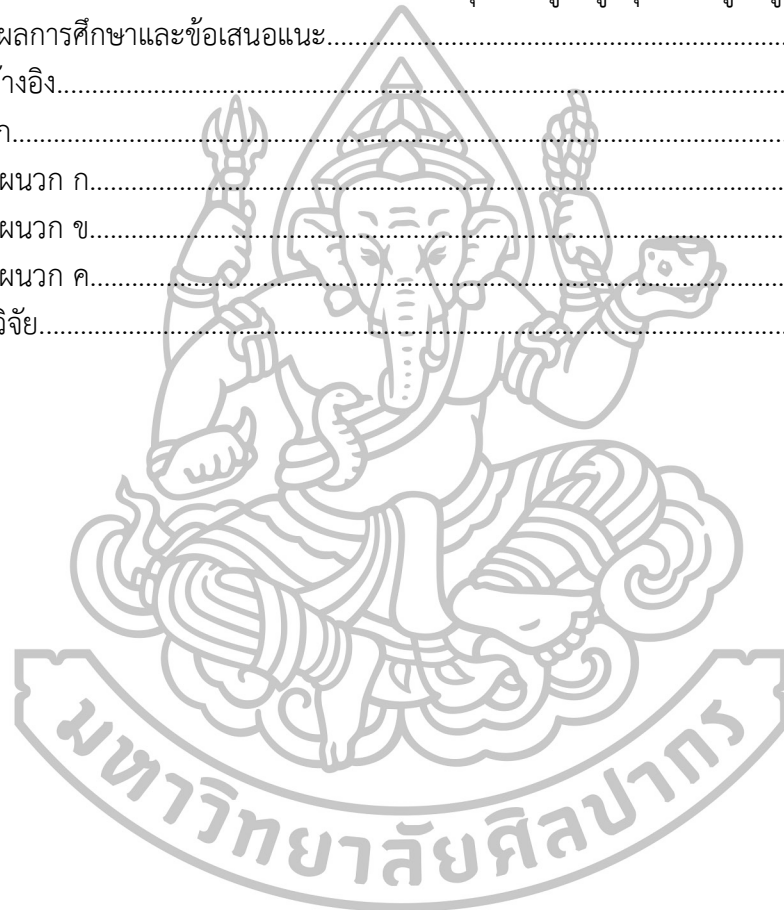 ผลการศึกษาและข้อเสนอแนะ................................................................
้างอิง................................................................
ก................................................................
ผนวก ก................................................................
ผนวก ข................................................................
ผนวก ค................................................................
วิจัย................................................................
มหาวิทยาลัยศิลปากร